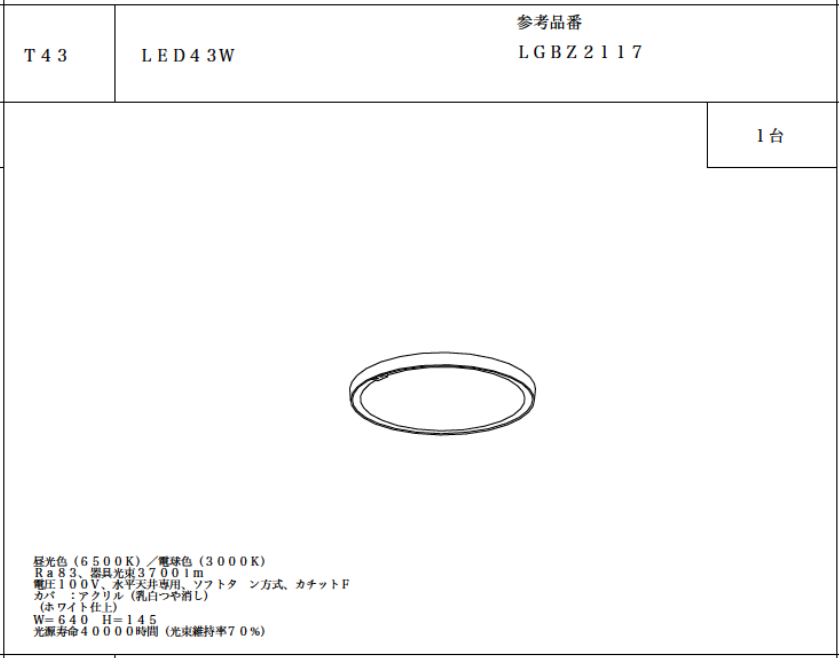 参考品番
T43 LED43W LGBZ2117
1台
昼光色（6500K）／電球色（3000K）
Ra83、器具光束3700lm
電圧100V、水平天井専用、ソフトタ ン方式、カチットF
カバ ：アクリル（乳白つや消し）
（ホワイト仕上）
W＝640 H＝145
光源寿命40000時間（光束維持率70％）